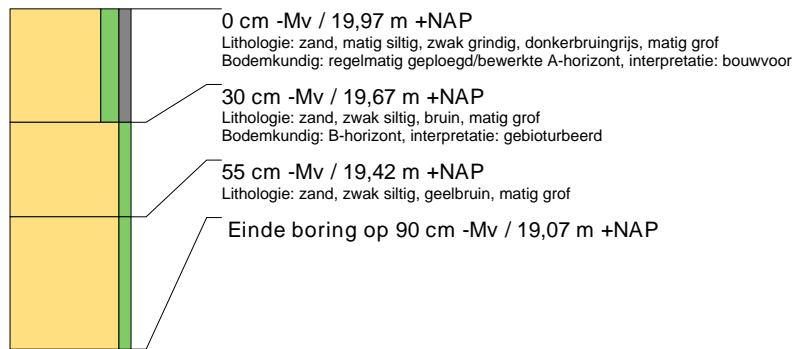 0 cm -Mv / 19,97 m +NAP
Lithologie: zand, matig siltig, zwak grindig, donkerbruingrijs, matig grof
Bodemkundig: regelmatig geploegd/bewerkte A-horizont, interpretatie: bouwvoor
30 cm -Mv / 19,67 m +NAP
Lithologie: zand, zwak siltig, bruin, matig grof
Bodemkundig: B-horizont, interpretatie: gebioturbeerd
55 cm -Mv / 19,42 m +NAP
Lithologie: zand, zwak siltig, geelbruin, matig grof
Einde boring op 90 cm -Mv / 19,07 m +NAP